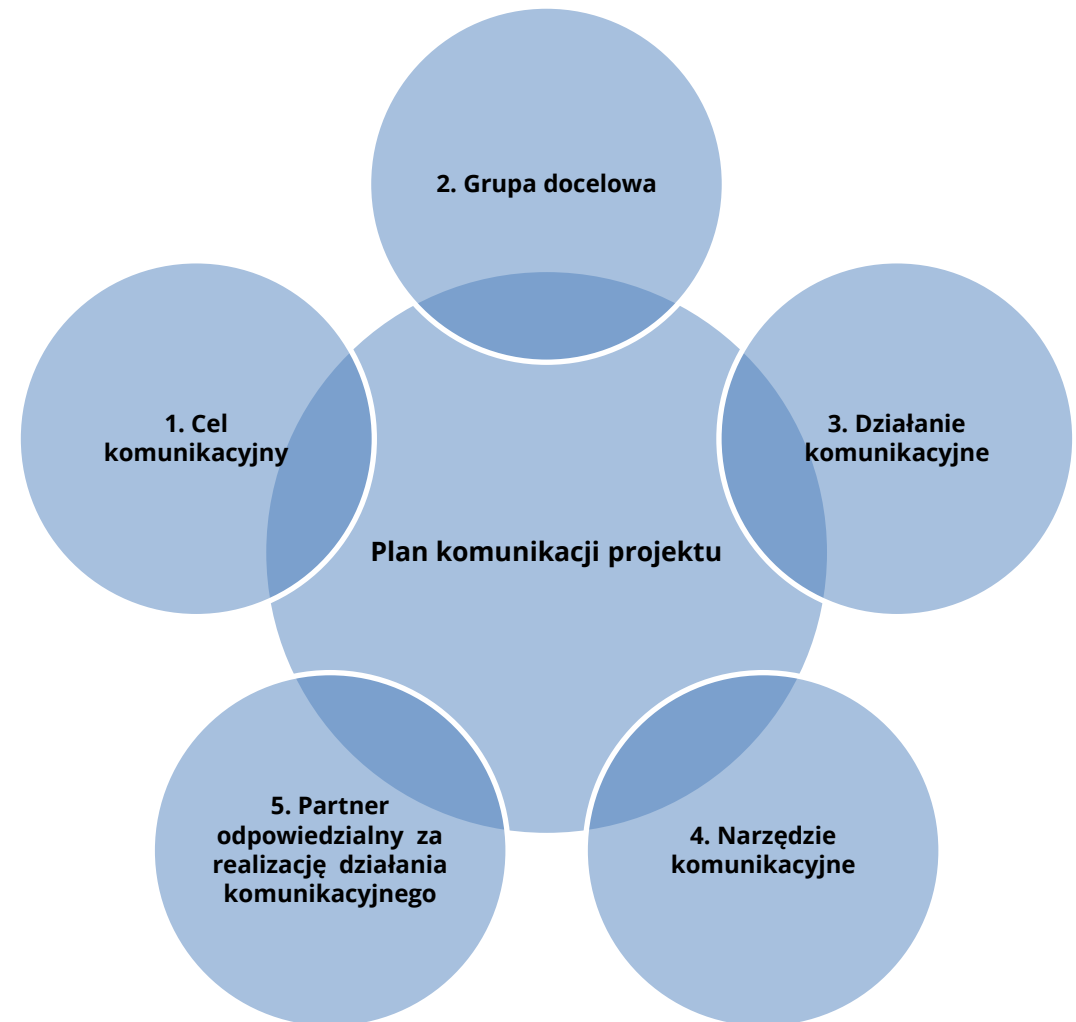 2. Grupa docelowa
1. Cel
komunikacyjny
3. Działanie
komunikacyjne
Plan komunikacji projektu
5. Partner
odpowiedzialny za
realizację działania
komunikacyjnego
4. Narzędzie
komunikacyjne